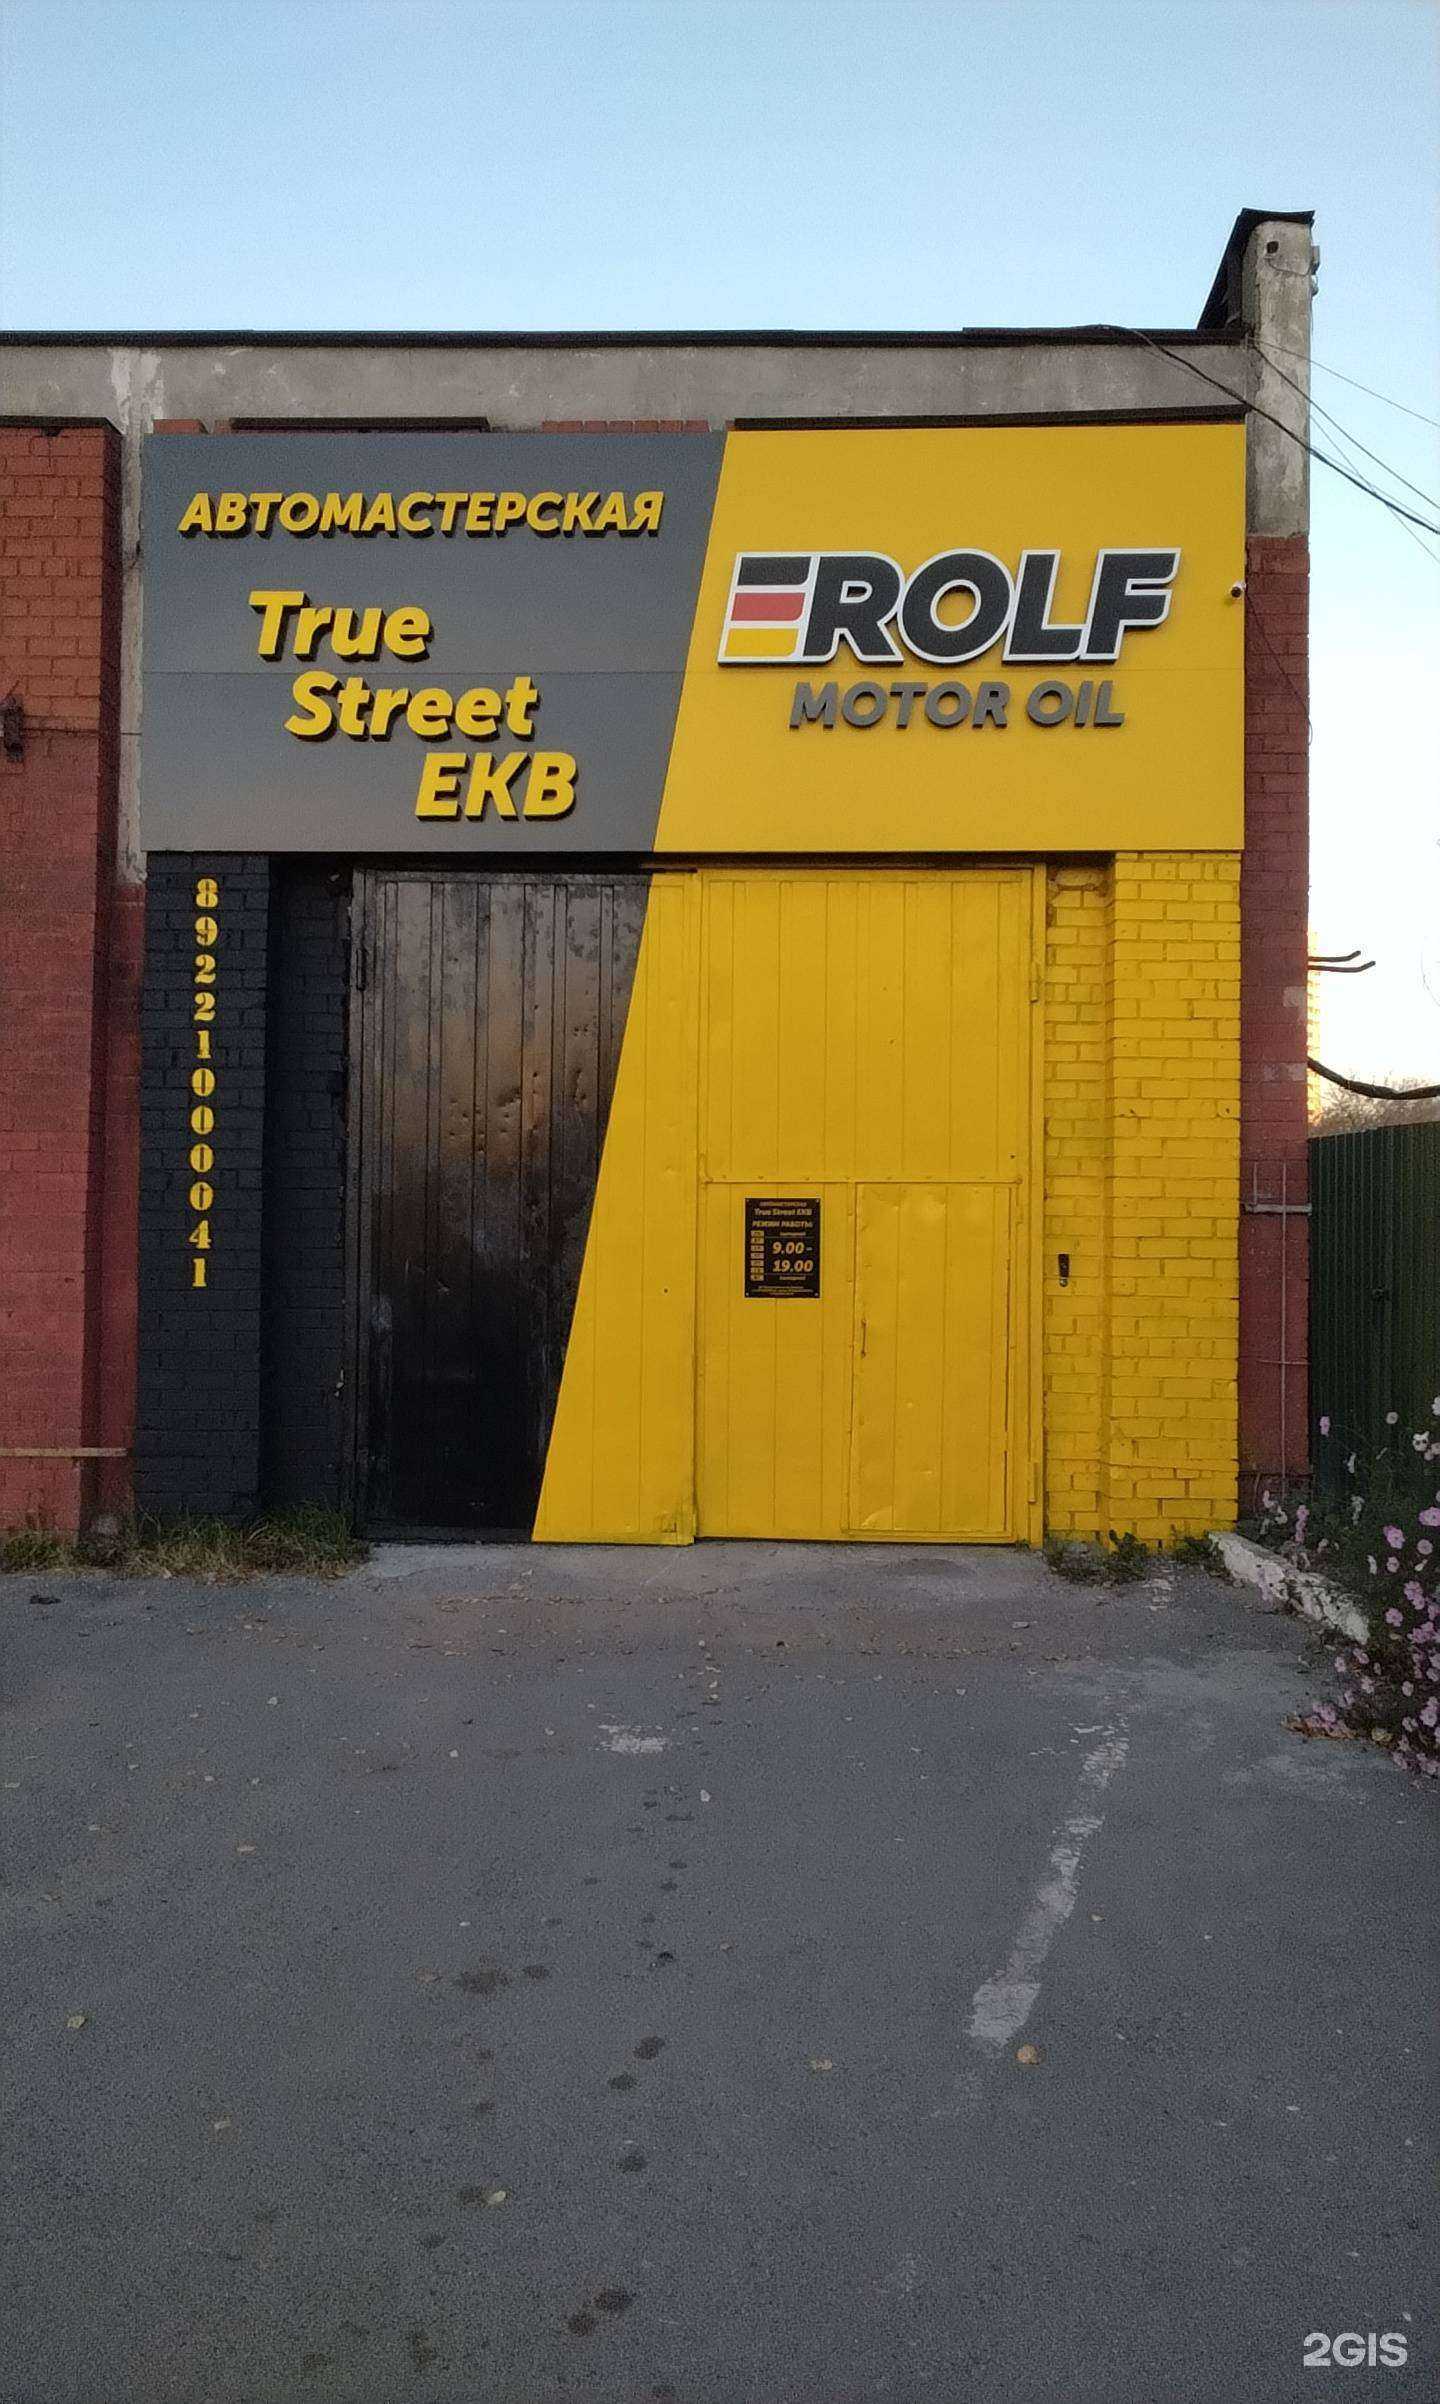 АВТОМАСТЕРСКАЯ
True
Street
EKB
ROLF
MOTOR OIL
89221000041
АВТОМАСТЕРСКАЯ
True Street EKB
РЕЖИМ РАБОТЫ
9.00 –
19.00
2GIS